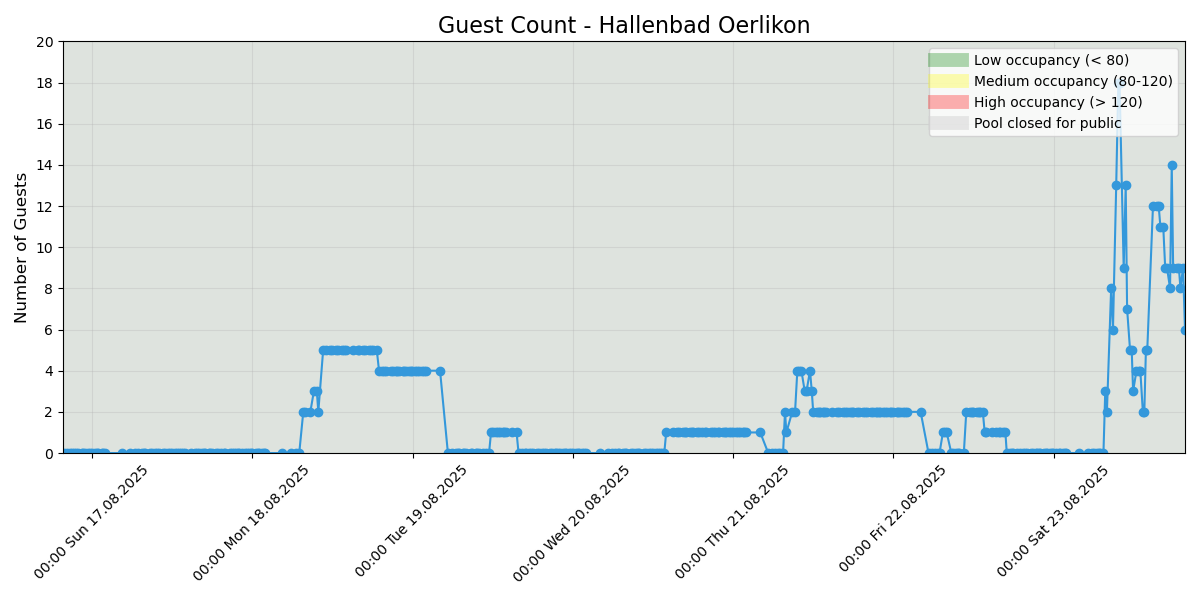 Guest Count - Hallenbad Oerlikon
Number of Guests
20
18
16
14
12
10
8
6
4
2
0
Low occupancy (< 80)
Medium occupancy (80-120)
High occupancy (> 120)
Pool closed for public
00:00 Sun 17.08.2025
00:00 Mon 18.08.2025
00:00 Tue 19.08.2025
00:00 Wed 20.08.2025
00:00 Thu 21.08.2025
00:00 Fri 22.08.2025
00:00 Sat 23.08.2025